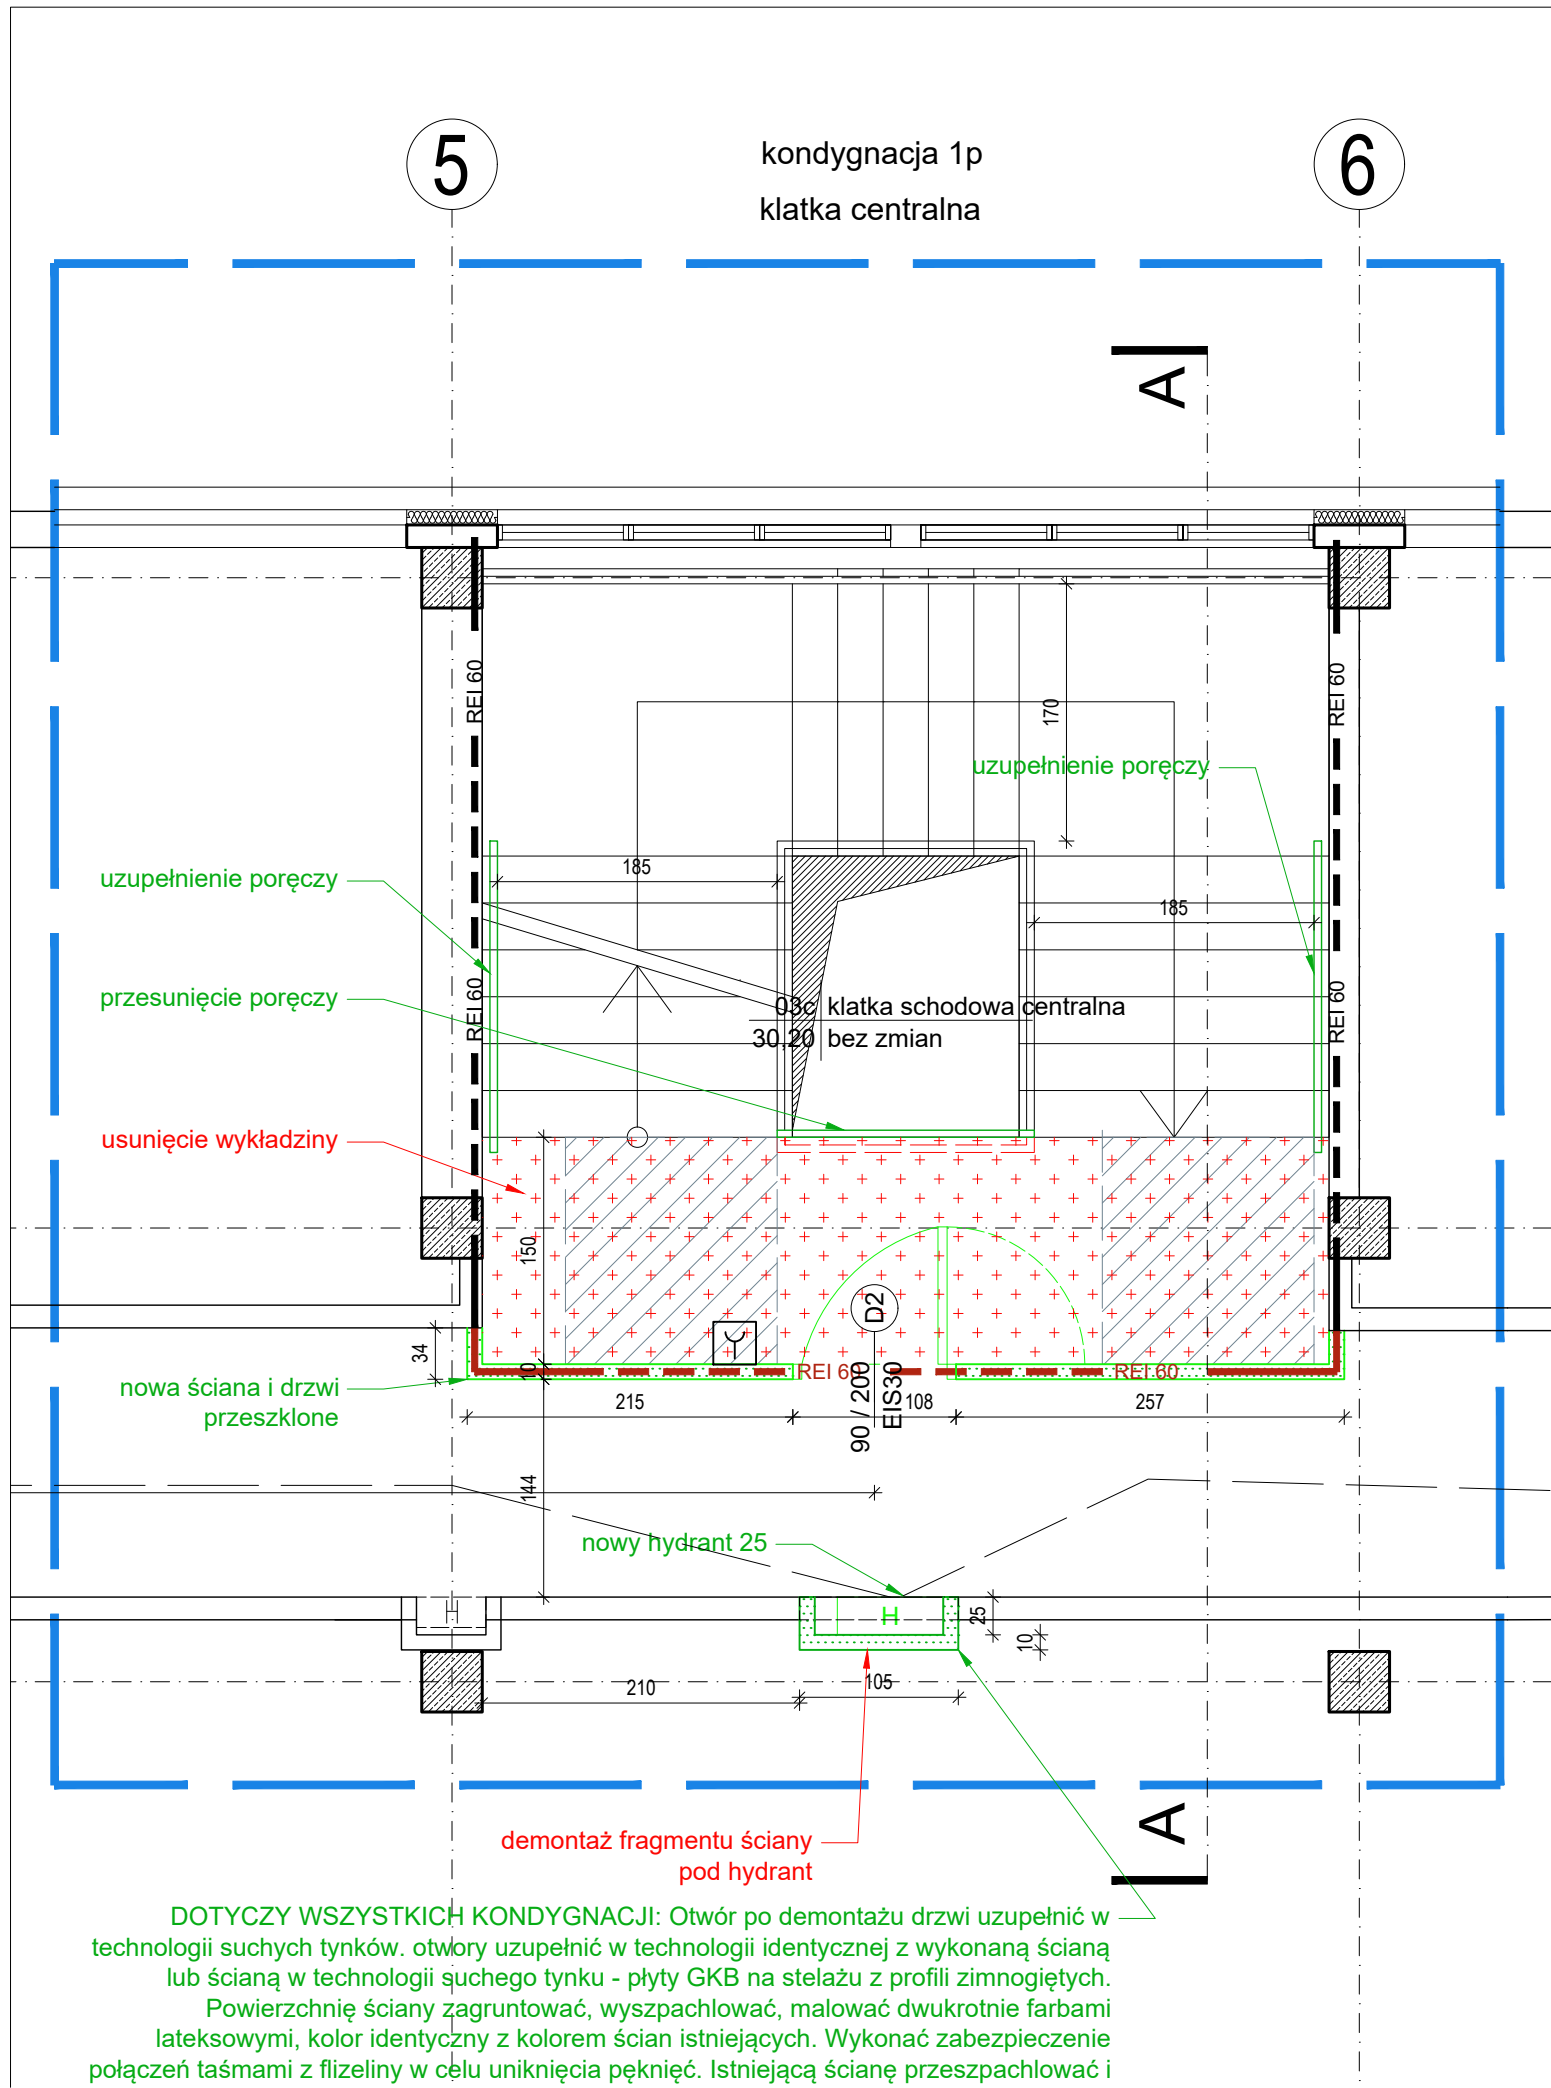 5
kondygnacja 1p
klatka centralna
6
A
REI 60
REI 60
170
uzupełnienie poręczy
185
uzupełnienie poręczy
185
przesunięcie poręczy
REI 60
REI 60
03c klatka schodowa centralna
30,20 bez zmian
usunięcie wykładziny
150
D2
90 / 200
EIS30
34
10
REI 60
REI 60
nowa ściana i drzwi
przeszklone
215
108
257
144
nowy hydrant 25
H
H
25
10
210
105
A
demontaż fragmentu ściany
pod hydrant
DOTYCZY WSZYSTKICH KONDYGNACJI: Otwór po demontażu drzwi uzupełnić w
technologii suchych tynków. otwory uzupełnić w technologii identycznej z wykonaną ścianą
lub ścianą w technologii suchego tynku - płyty GKB na stelażu z profili zimnogiętych.
Powierzchnię ściany zagruntować, wyszpachlować, malować dwukrotnie farbami
lateksowymi, kolor identyczny z kolorem ścian istniejących. Wykonać zabezpieczenie
połączeń taśmami z flizeliny w celu uniknięcia pęknięć. Istniejącą ścianę przeszpachlować i